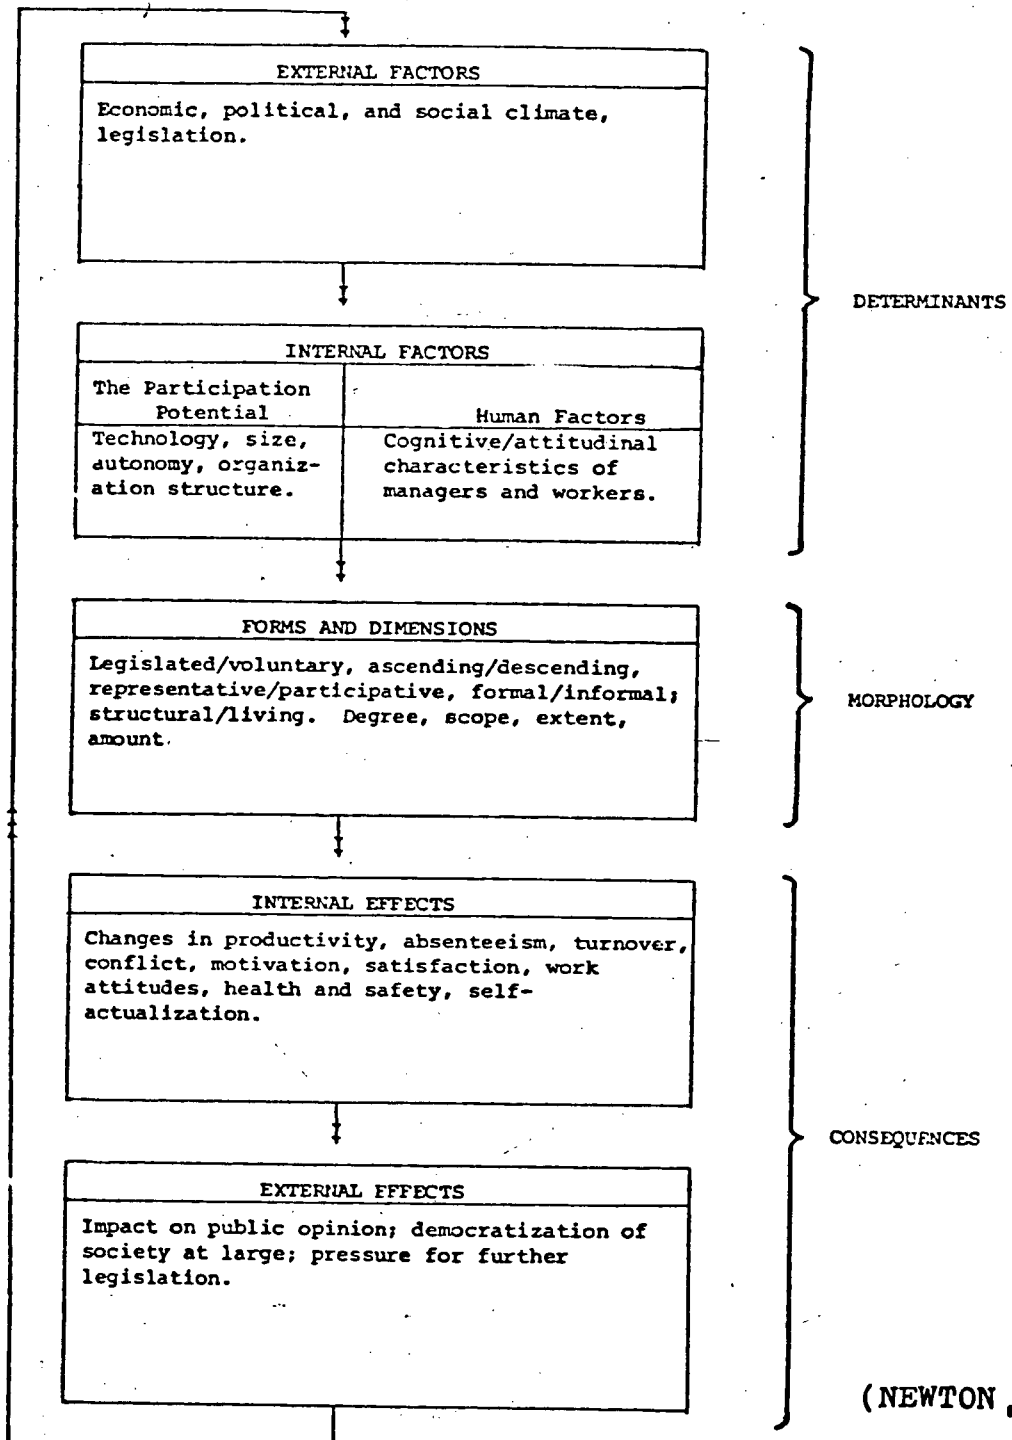 EXTERNAL FACTORS
Economic, political, and social climate,
legislation.
DETERMINANTS
INTERNAL FACTORS
The Participation
Potential
Human Factors
Technology, size,
autonomy, organiz-
ation structure.
Cognitive/attitudinal
characteristics of
managers and workers.
FORMS AND DIMENSIONS
Legislated/voluntary, ascending/descending,
representative/participative, formal/informal;
structural/living. Degree, scope, extent,
amount.
MORPHOLOGY
INTERNAL EFFECTS
Changes in productivity, absenteeism, turnover,
conflict, motivation, satisfaction, work
attitudes, health and safety, self-
actualization.
CONSEQUENCES
EXTERNAL EFFECTS
Impact on public opinion; democratization of
society at large; pressure for further
legislation.
(NEWTON